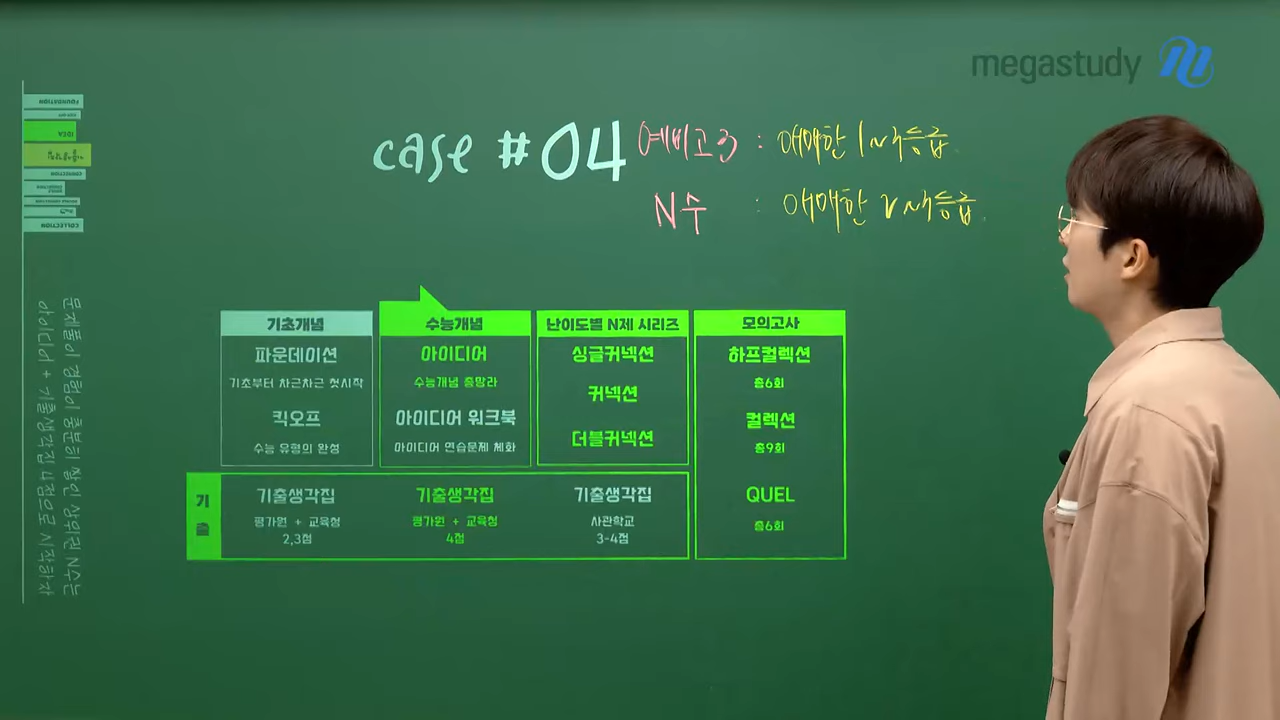 megastudy
case #04
예비고3 : 애매한 1등급
N수 : 애매한 2등급
기초개념
파운데이션
기초부터 차근차근 첫시작
킥오프
수능 유형의 완성
수능개념
아이디어
수능개념 총망라
아이디어 워크북
아이디어 연습문제 체화
난이도별 N제 시리즈
싱글커넥션
커넥션
더블커넥션
모의고사
하프컬렉션
총6회
컬렉션
총9회
QUEL
총6회
기출
기출생각집
평가원 + 교육청
2,3점
기출생각집
평가원 + 교육청
4점
기출생각집
사관학교
3-4점
FOUNDATION
IDEA
COLLECTION
문제풀이 경험이 충분히 쌓인 상위권 N수는
아이디어 + 기출생각집 4점으로 시작하자